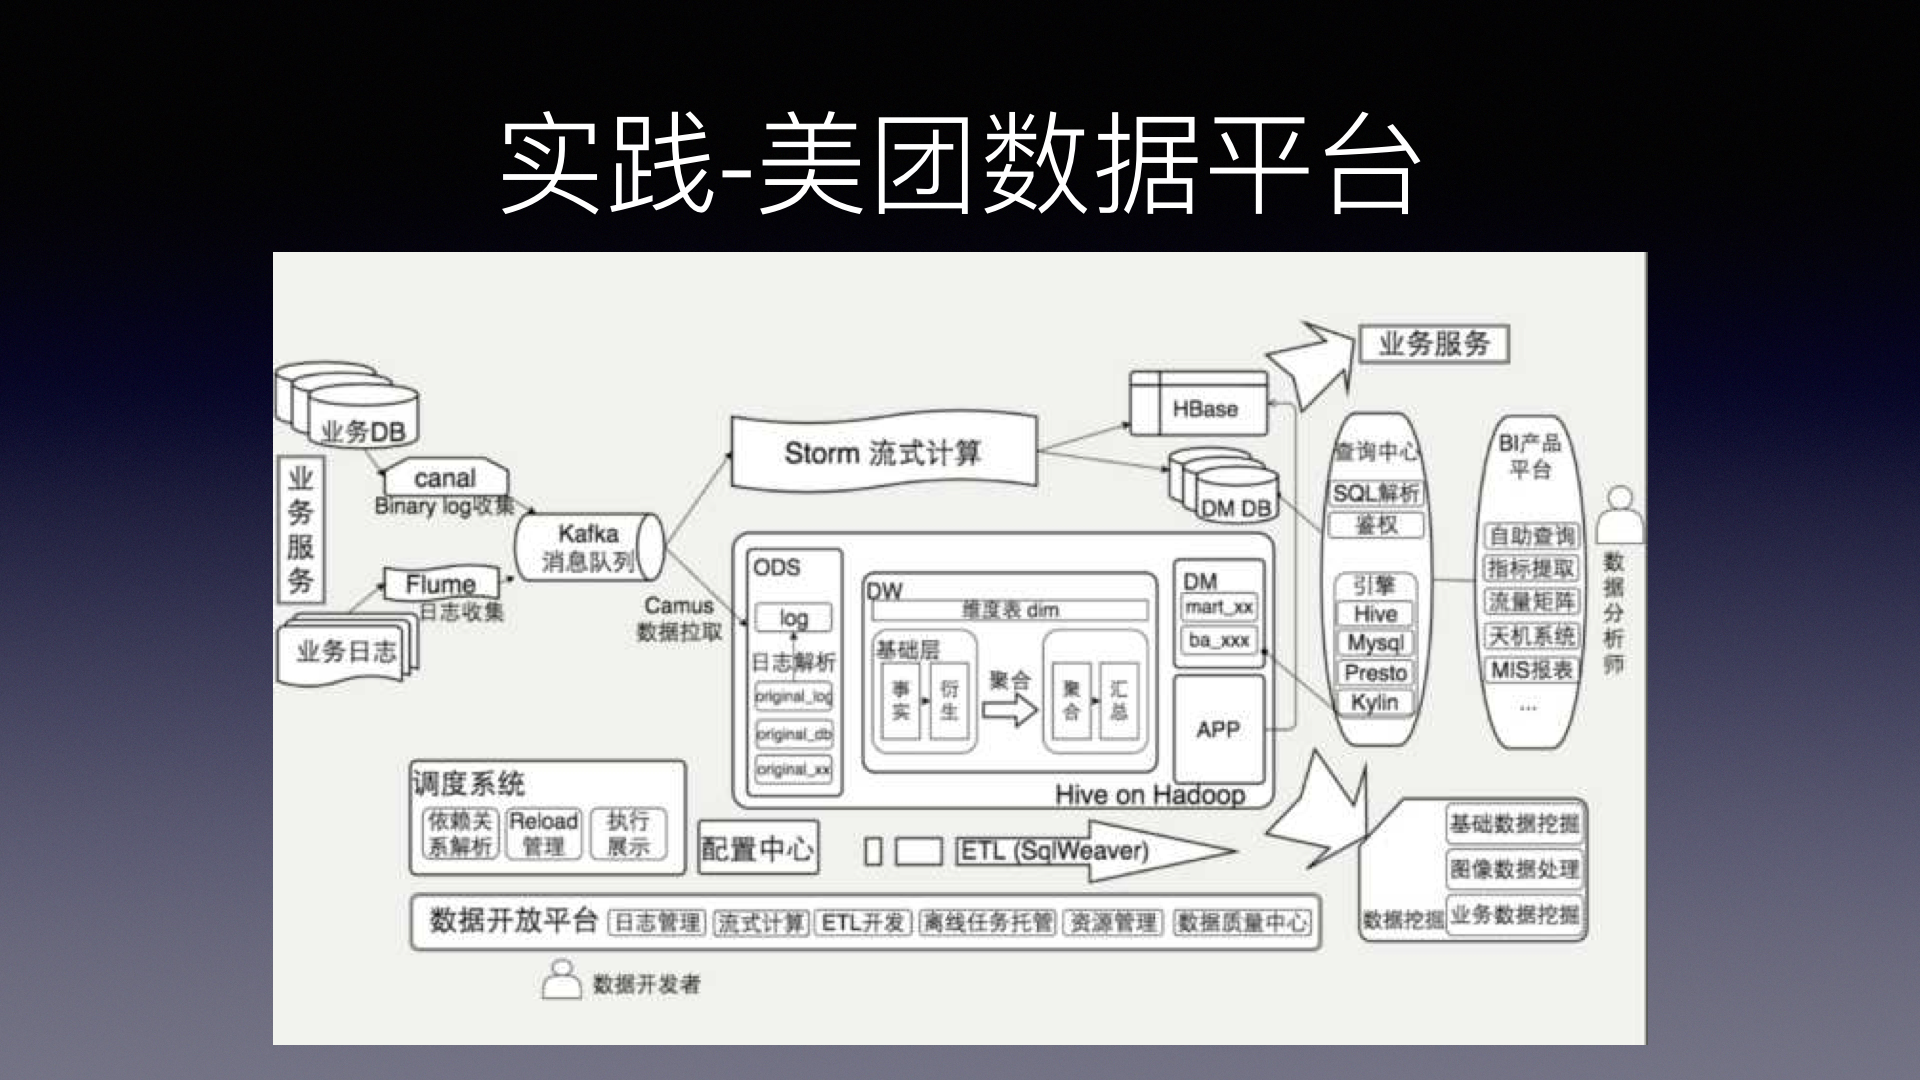 实践-美团数据平台
业务服务
业务DB
HBase
Storm 流式计算
查询中心
BI产品
平台
业务服务
canal
Binary log收集
DM DB
SQL解析
鉴权
Kafka
消息队列
自助查询
指标提取
流量矩阵
天机系统
MIS报表
...
数据分析师
Flume
日志收集
业务日志
Camus
数据拉取
ODS
log
日志解析
original_log
original_db
original_xx
DW
维度表 dim
基础层
事实
衍生
聚合
聚合
汇总
DM
mart_xx
ba_xxx
APP
引擎
Hive
Mysql
Presto
Kylin
Hive on Hadoop
调度系统
依赖关
系解析
Reload
管理
执行
展示
配置中心
ETL (SqlWeaver)
基础数据挖掘
图像数据处理
业务数据挖掘
数据挖掘
数据开放平台
日志管理
流式计算
ETL开发
离线任务托管
资源管理
数据质量中心
数据开发者